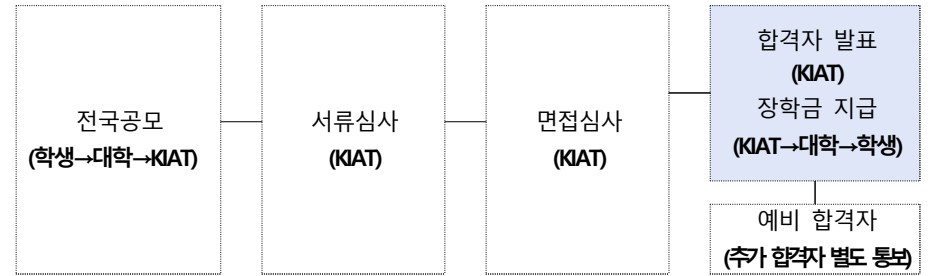 전국공모
(학생→대학→KIAT)
서류심사
(KIAT)
면접심사
(KIAT)
합격자 발표
(KIAT)
장학금 지급
(KIAT→대학→학생)
예비 합격자
(추가 합격자 별도 통보)